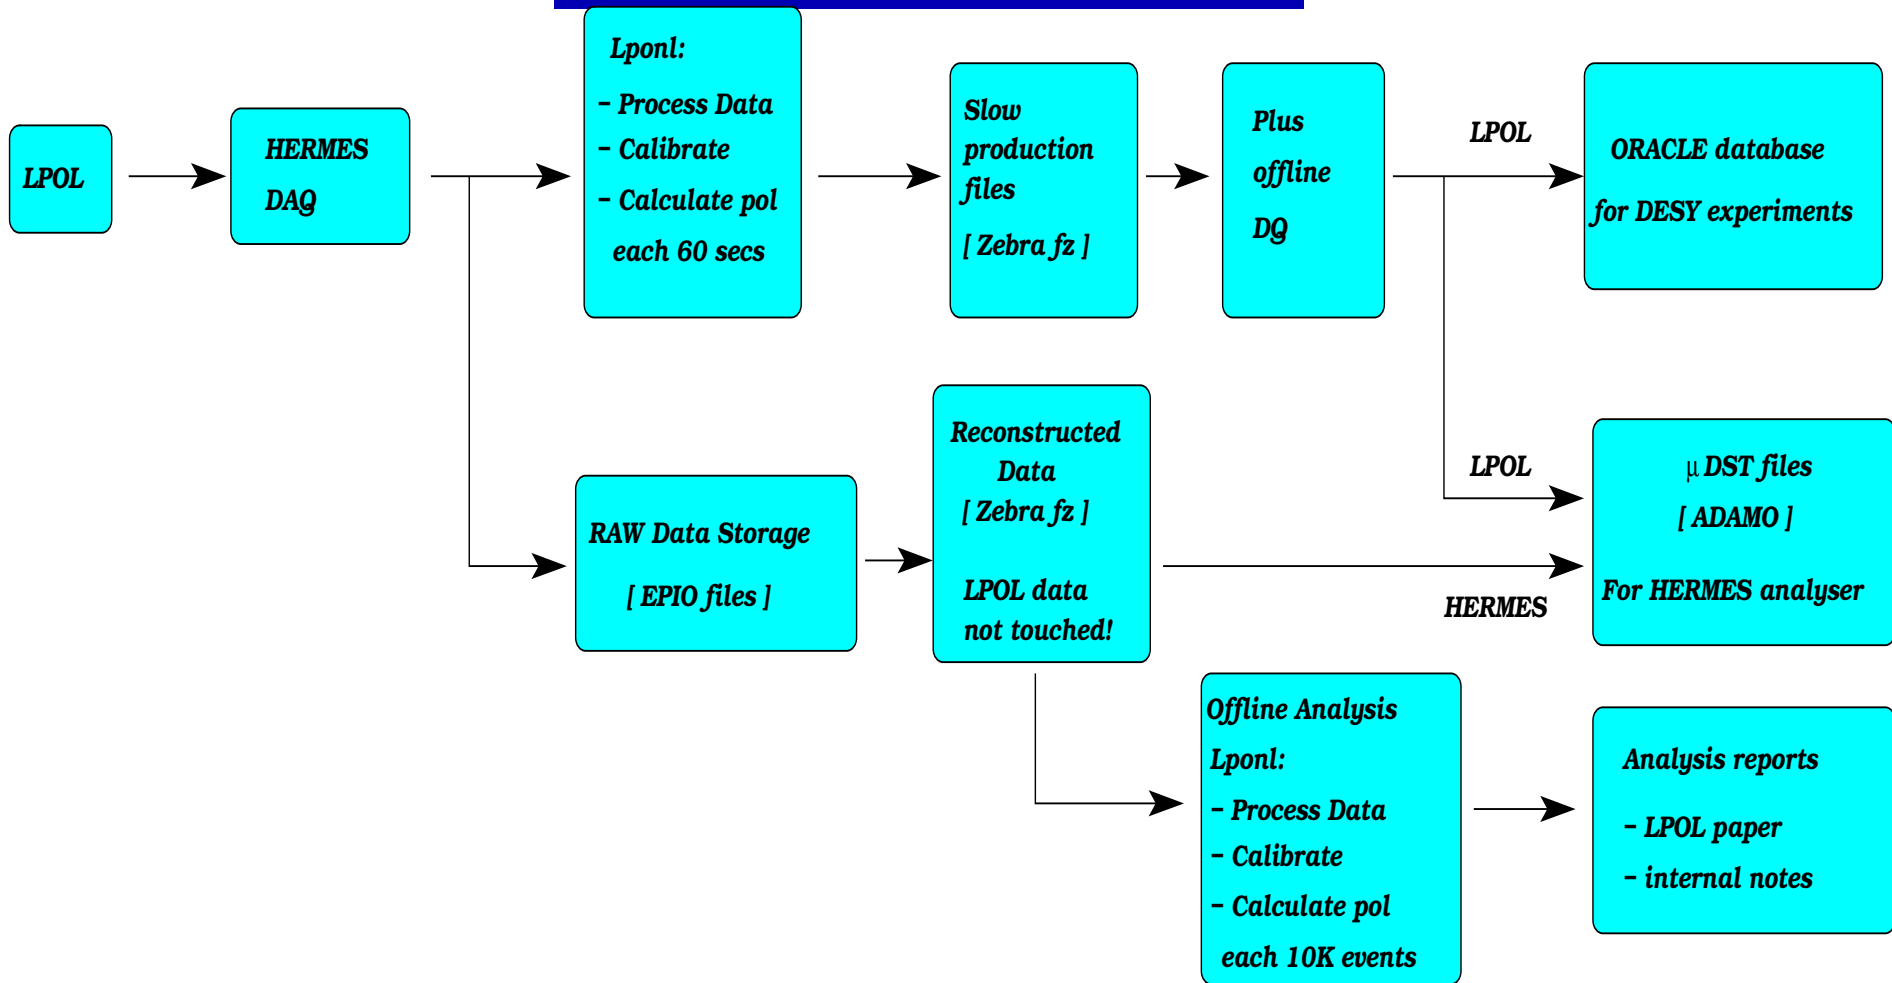 LPOL
HERMES
DAQ
Lponl:
- Process Data
- Calibrate
- Calculate pol
each 60 secs
Slow
production
files
[ Zebra fz ]
Plus
offline
DQ
LPOL
ORACLE database
for DESY experiments
RAW Data Storage
[ EPIO files ]
Reconstructed
Data
[ Zebra fz ]
LPOL data
not touched!
LPOL
HERMES
μ DST files
[ ADAMO ]
For HERMES analyser
Offline Analysis
Lponl:
- Process Data
- Calibrate
- Calculate pol
each 10K events
Analysis reports
- LPOL paper
- internal notes